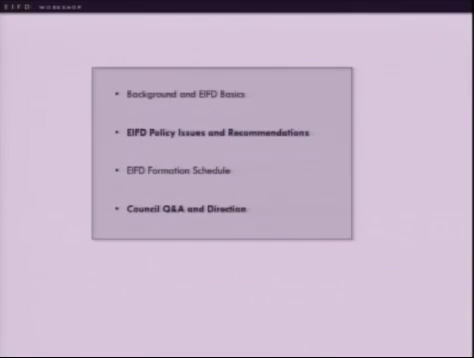 EIFD WORKSHOP
• Background and EIFD Basics
• EIFD Policy Issues and Recommendations
• EIFD Formation Schedule
• Council Q&A and Direction